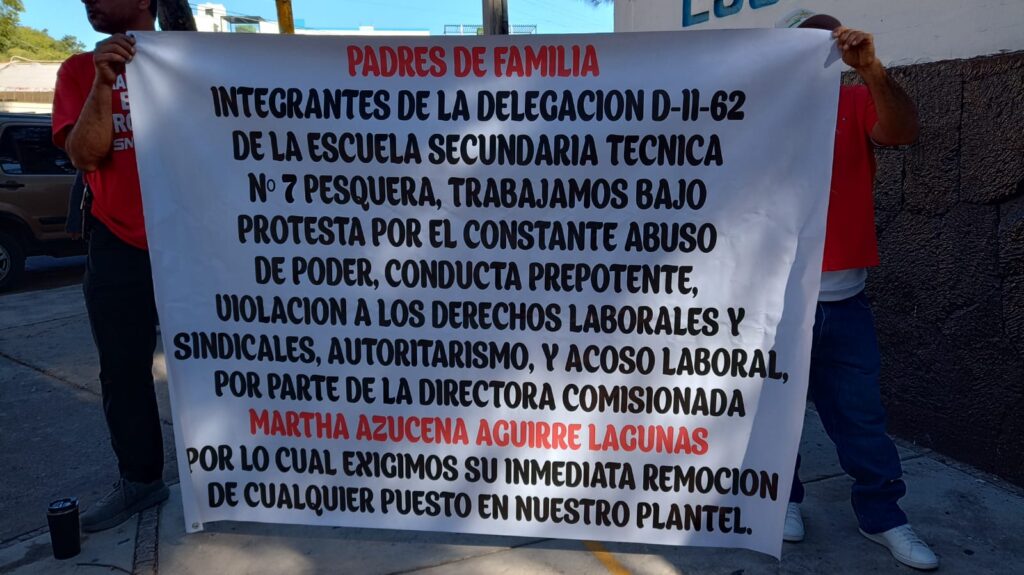 PADRES DE FAMILIA
INTEGRANTES DE LA DELEGACION D-II-62
DE LA ESCUELA SECUNDARIA TECNICA
Nº 7 PESQUERA, TRABAJAMOS BAJO
PROTESTA POR EL CONSTANTE ABUSO
DE PODER, CONDUCTA PREPOTENTE,
VIOLACION A LOS DERECHOS LABORALES Y
SINDICALES, AUTORITARISMO, Y ACOSO LABORAL,
POR PARTE DE LA DIRECTORA COMISIONADA
MARTHA AZUCENA AGUIRRE LAGUNAS
POR LO CUAL EXIGIMOS SU INMEDIATA REMOCION
DE CUALQUIER PUESTO EN NUESTRO PLANTEL.